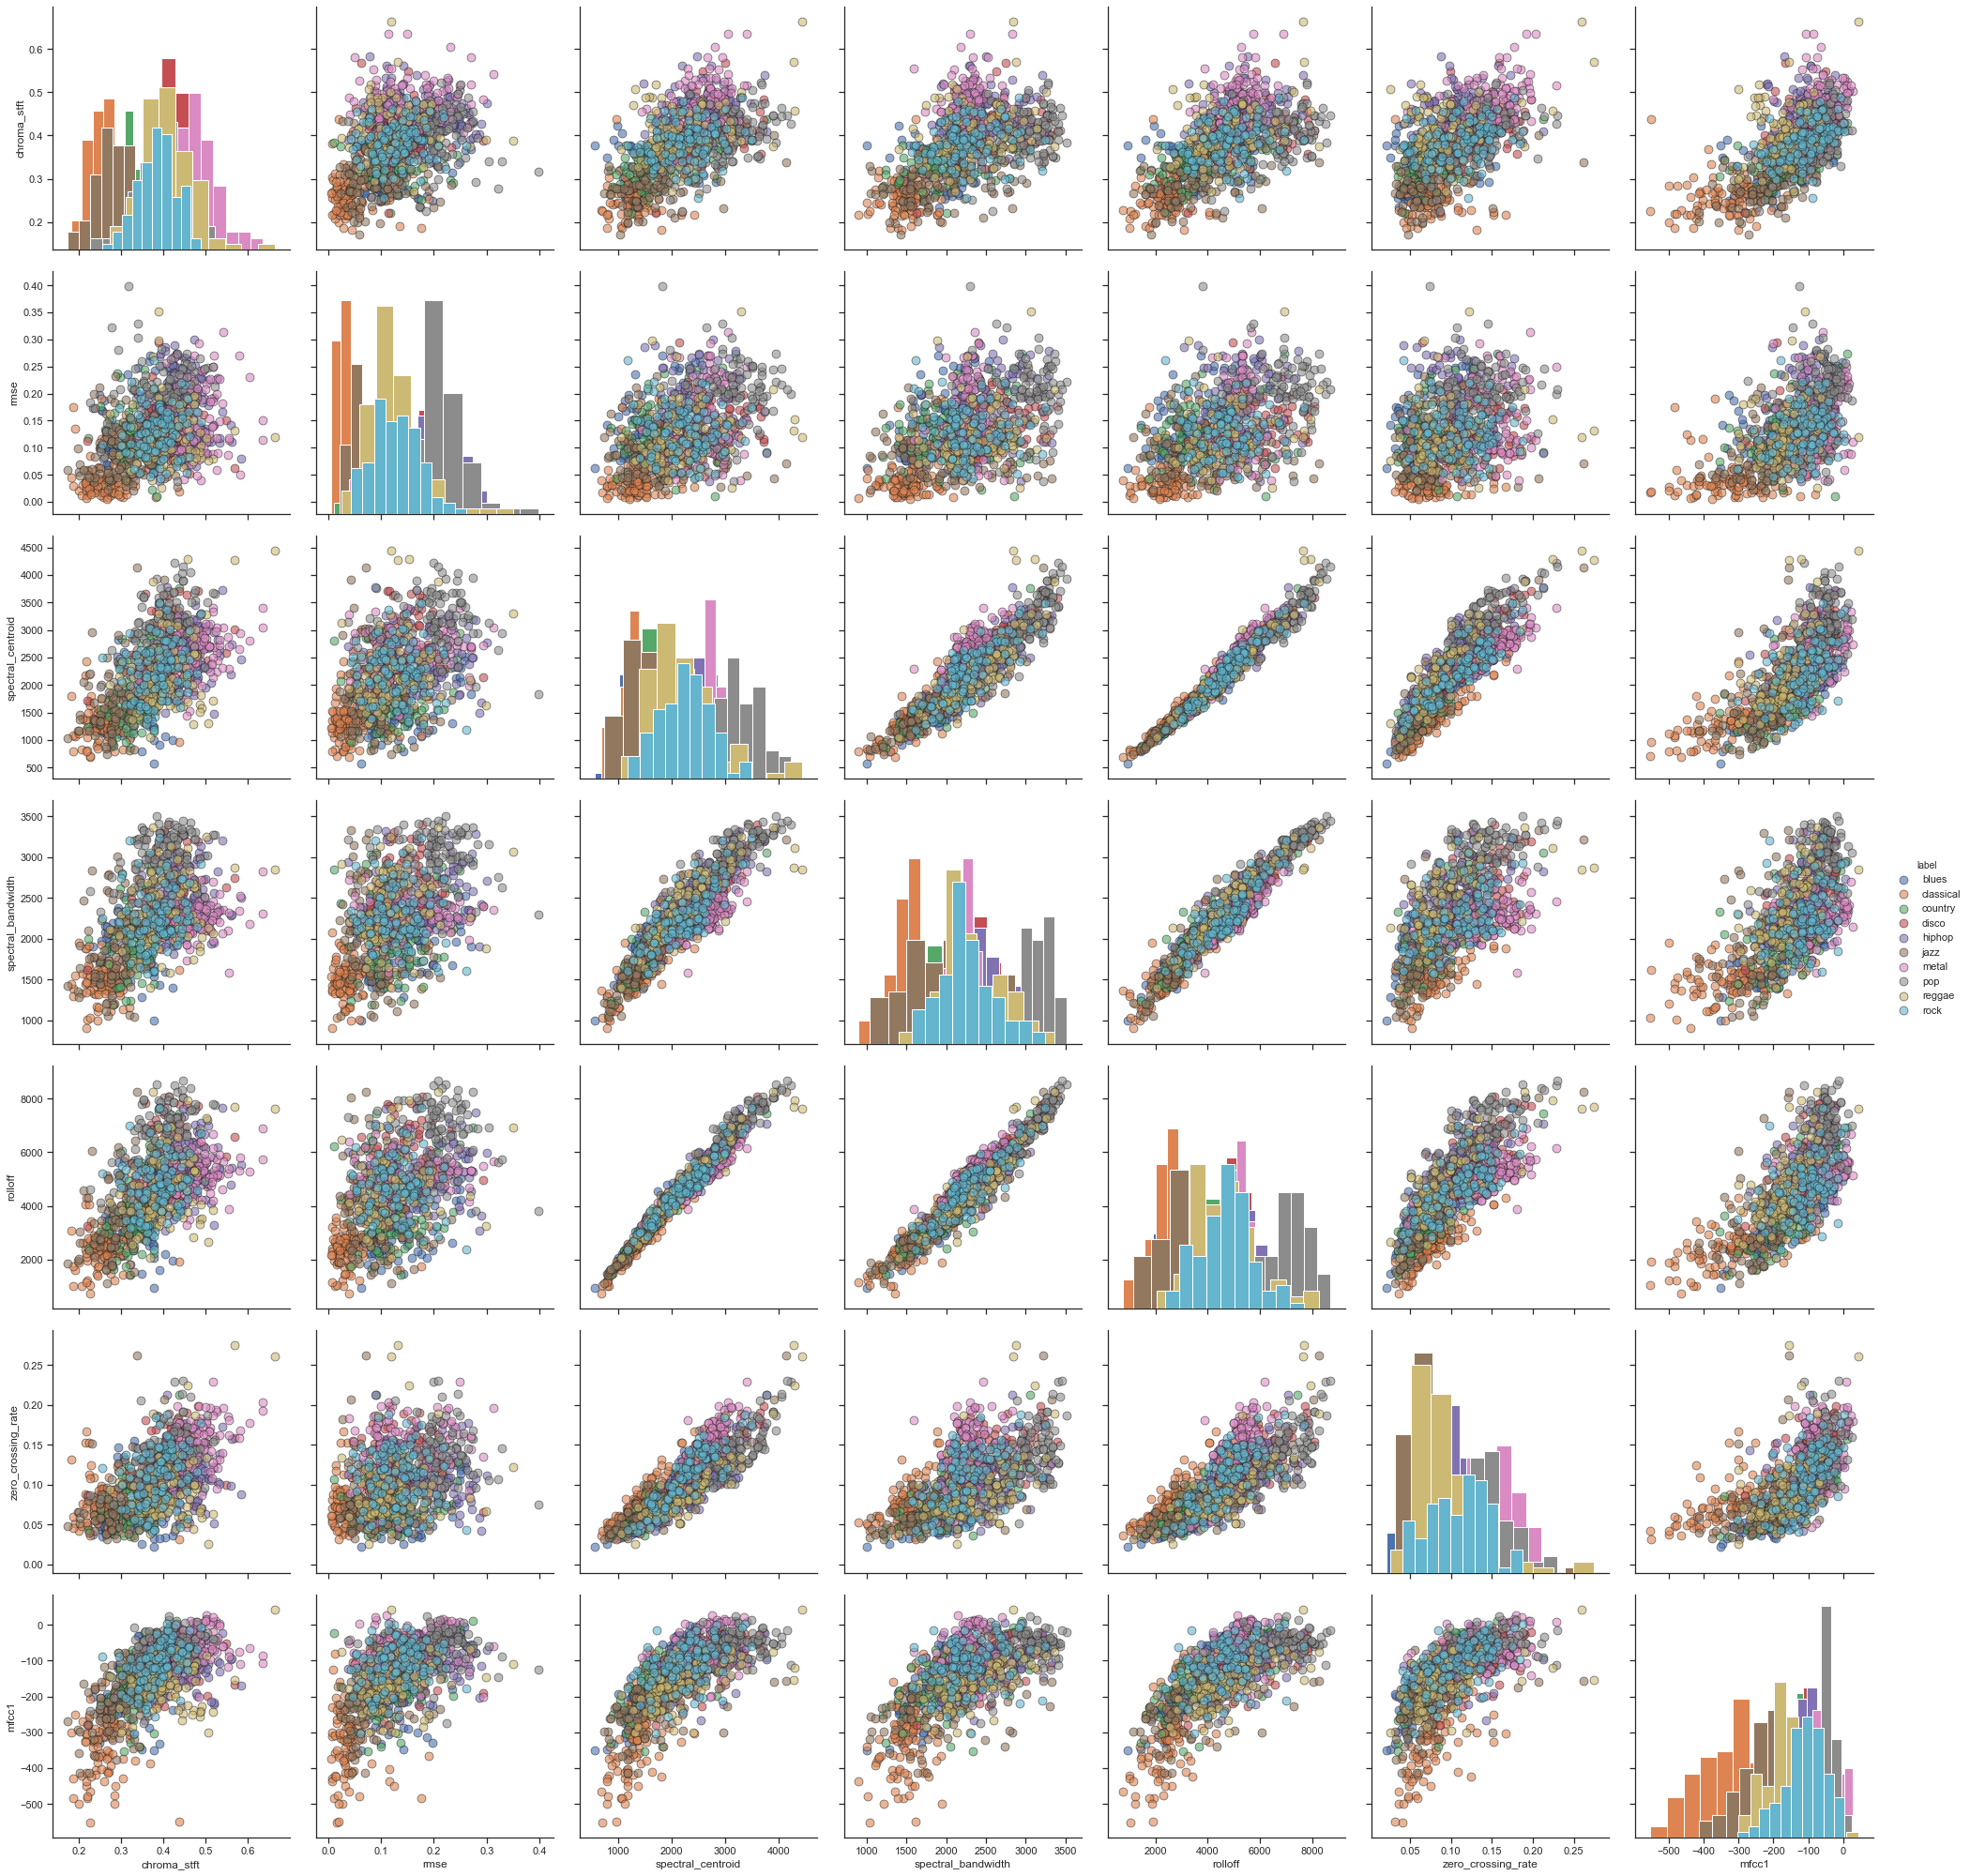 0.6
0.5
0.4
0.3
0.2
chroma_stft
0.40
0.35
0.30
0.25
0.20
0.15
0.10
0.05
0.00
rmse
4500
4000
3500
3000
2500
2000
1500
1000
500
spectral_centroid
3500
3000
2500
2000
1500
1000
spectral_bandwidth
label
blues
classical
country
disco
hiphop
jazz
metal
pop
reggae
rock
8000
6000
4000
2000
rolloff
0.25
0.20
0.15
0.10
0.05
0.00
zero_crossing_rate
0
−100
−200
−300
−400
−500
mfcc1
0.2 0.3 0.4 0.5 0.6
chroma_stft
0.0 0.1 0.2 0.3 0.4
rmse
1000 2000 3000 4000
spectral_centroid
1000 1500 2000 2500 3000 3500
spectral_bandwidth
2000 4000 6000 8000
rolloff
0.05 0.10 0.15 0.20 0.25
zero_crossing_rate
−500 −400 −300 −200 −100 0
mfcc1